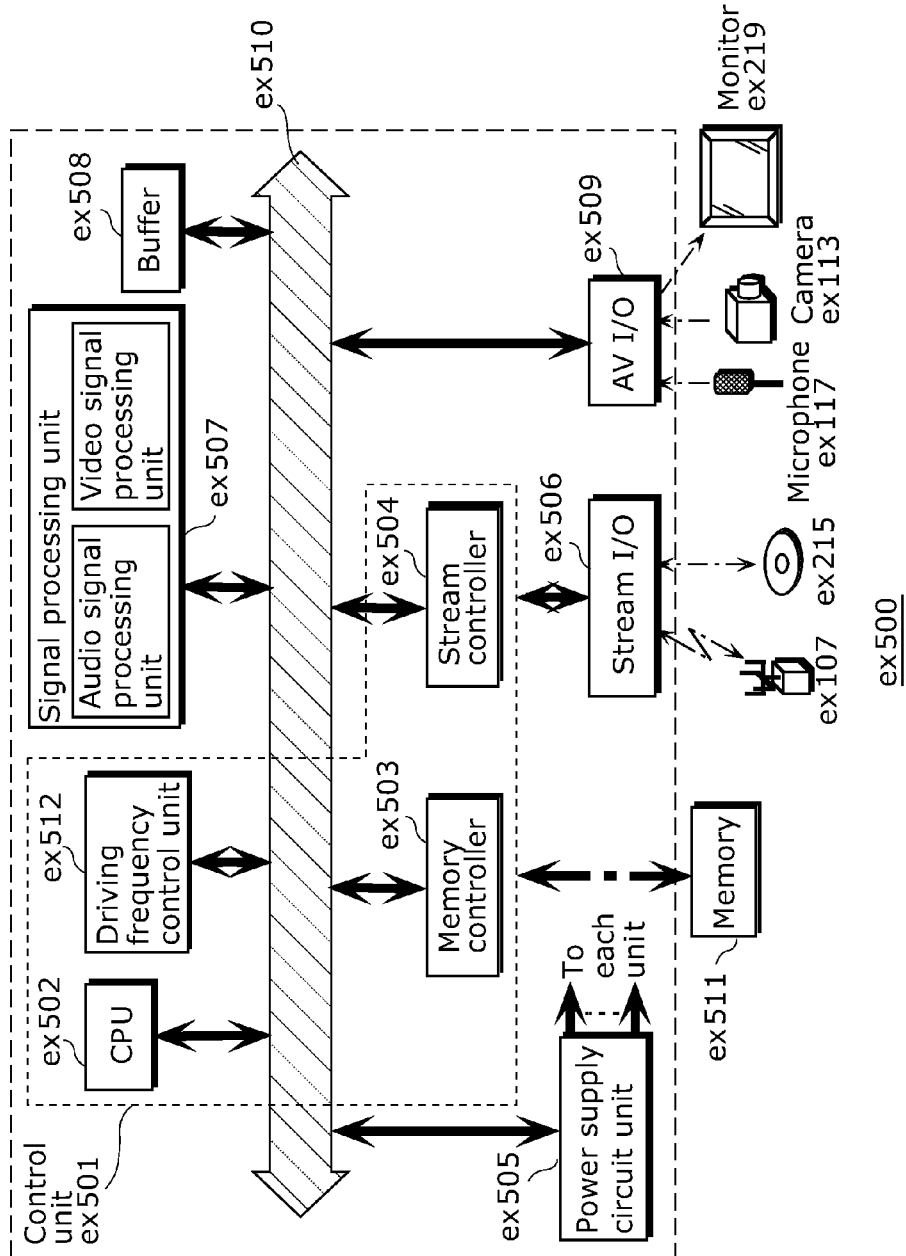 Control
unit
ex501
ex502
CPU
ex512
Driving
frequency
control unit
Signal processing unit
Audio signal
processing
unit
Video signal
processing
unit
ex507
ex508
Buffer
ex510
ex505
Power supply
circuit unit
To
each
unit
ex503
Memory
controller
ex504
Stream
controller
ex506
Stream I/O
ex509
AV I/O
ex511
Memory
ex107
ex215
Microphone
ex117
Camera
ex113
Monitor
ex219
ex500